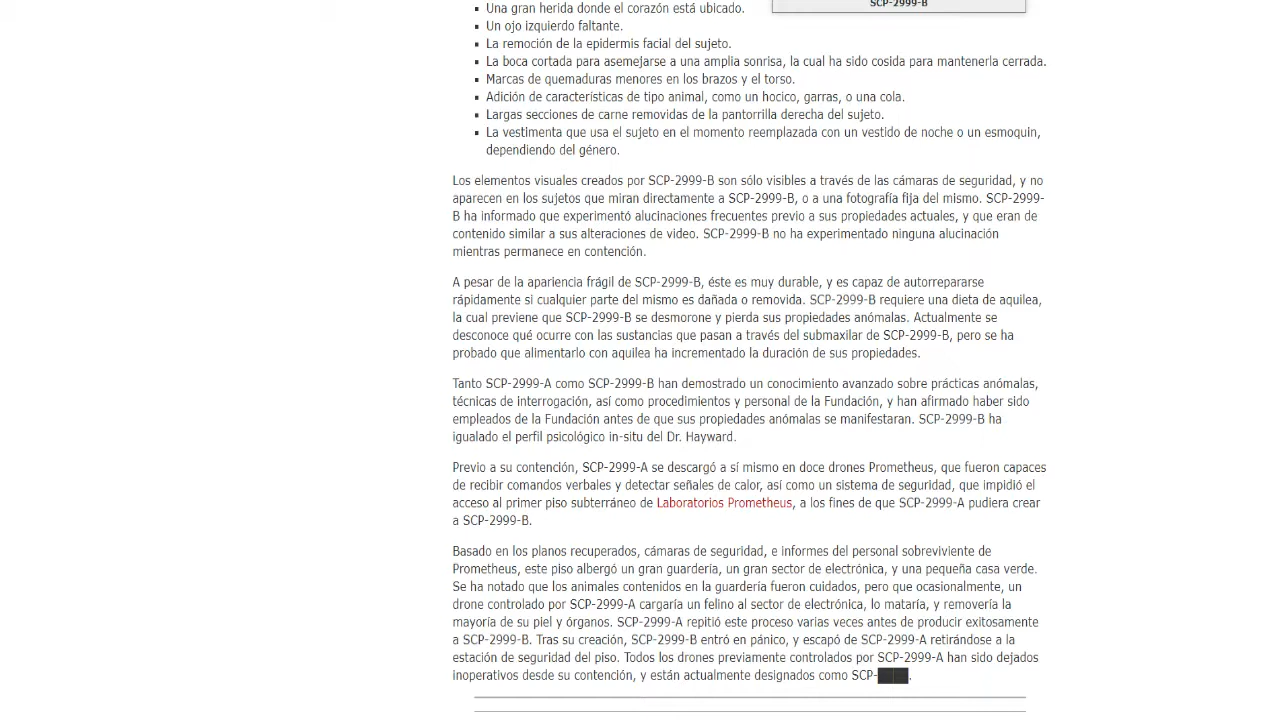 SCP-2999-B
Una gran herida donde el corazón está ubicado.
Un ojo izquierdo faltante.
La remoción de la epidermis facial del sujeto.
La boca cortada para asemejarse a una amplia sonrisa, la cual ha sido cosida para mantenerla cerrada.
Marcas de quemaduras menores en los brazos y el torso.
Adición de características de tipo animal, como un hocico, garras, o una cola.
Largas secciones de carne removidas de la pantorrilla derecha del sujeto.
La vestimenta que usa el sujeto en el momento reemplazada con un vestido de noche o un esmoquin,
dependiendo del género.
Los elementos visuales creados por SCP-2999-B son sólo visibles a través de las cámaras de seguridad, y no
aparecen en los sujetos que miran directamente a SCP-2999-B, o a una fotografía fija del mismo. SCP-2999-
B ha informado que experimentó alucinaciones frecuentes previo a sus propiedades actuales, y que eran de
contenido similar a sus alteraciones de video. SCP-2999-B no ha experimentado ninguna alucinación
mientras permanece en contención.
A pesar de la apariencia frágil de SCP-2999-B, éste es muy durable, y es capaz de autorrepararse
rápidamente si cualquier parte del mismo es dañada o removida. SCP-2999-B requiere una dieta de aquilea,
la cual previene que SCP-2999-B se desmorone y pierda sus propiedades anómalas. Actualmente se
desconoce qué ocurre con las sustancias que pasan a través del submaxilar de SCP-2999-B, pero se ha
probado que alimentarlo con aquilea ha incrementado la duración de sus propiedades.
Tanto SCP-2999-A como SCP-2999-B han demostrado un conocimiento avanzado sobre prácticas anómalas,
técnicas de interrogación, así como procedimientos y personal de la Fundación, y han afirmado haber sido
empleados de la Fundación antes de que sus propiedades anómalas se manifestaran. SCP-2999-B ha
igualado el perfil psicológico in-situ del Dr. Hayward.
Previo a su contención, SCP-2999-A se descargó a sí mismo en doce drones Prometheus, que fueron capaces
de recibir comandos verbales y detectar señales de calor, así como un sistema de seguridad, que impidió el
acceso al primer piso subterráneo de Laboratorios Prometheus, a los fines de que SCP-2999-A pudiera crear
a SCP-2999-B.
Basado en los planos recuperados, cámaras de seguridad, e informes del personal sobreviviente de
Prometheus, este piso albergó un gran guardería, un gran sector de electrónica, y una pequeña casa verde.
Se ha notado que los animales contenidos en la guardería fueron cuidados, pero que ocasionalmente, un
drone controlado por SCP-2999-A cargaría un felino al sector de electrónica, lo mataría, y removería la
mayoría de su piel y órganos. SCP-2999-A repitió este proceso varias veces antes de producir exitosamente
a SCP-2999-B. Tras su creación, SCP-2999-B entró en pánico, y escapó de SCP-2999-A retirándose a la
estación de seguridad del piso. Todos los drones previamente controlados por SCP-2999-A han sido dejados
inoperativos desde su contención, y están actualmente designados como SCP-████.